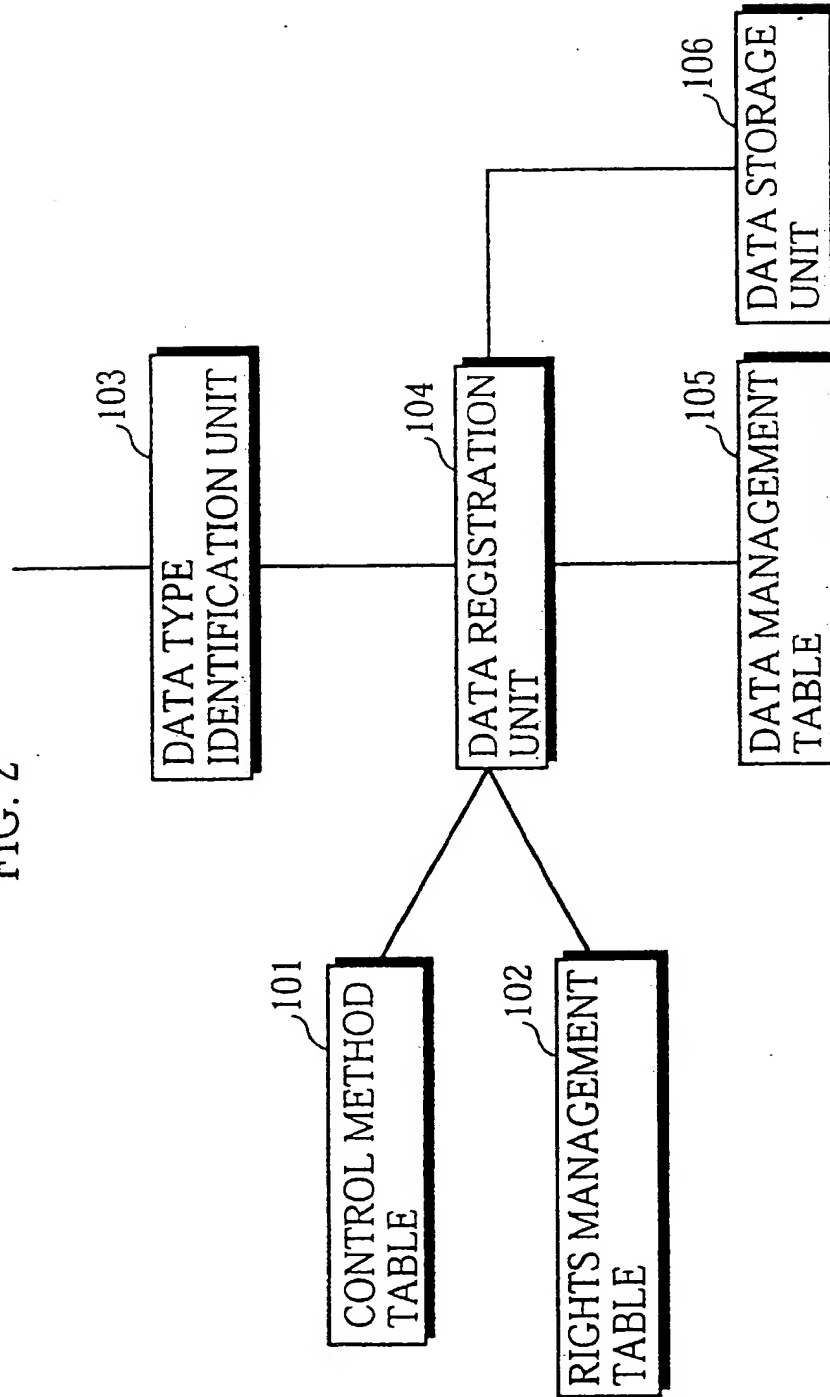 FIG. 2
103
DATA TYPE
IDENTIFICATION UNIT
101
CONTROL METHOD
TABLE
104
DATA REGISTRATION
UNIT
102
RIGHTS MANAGEMENT
TABLE
105
DATA MANAGEMENT
TABLE
106
DATA STORAGE
UNIT